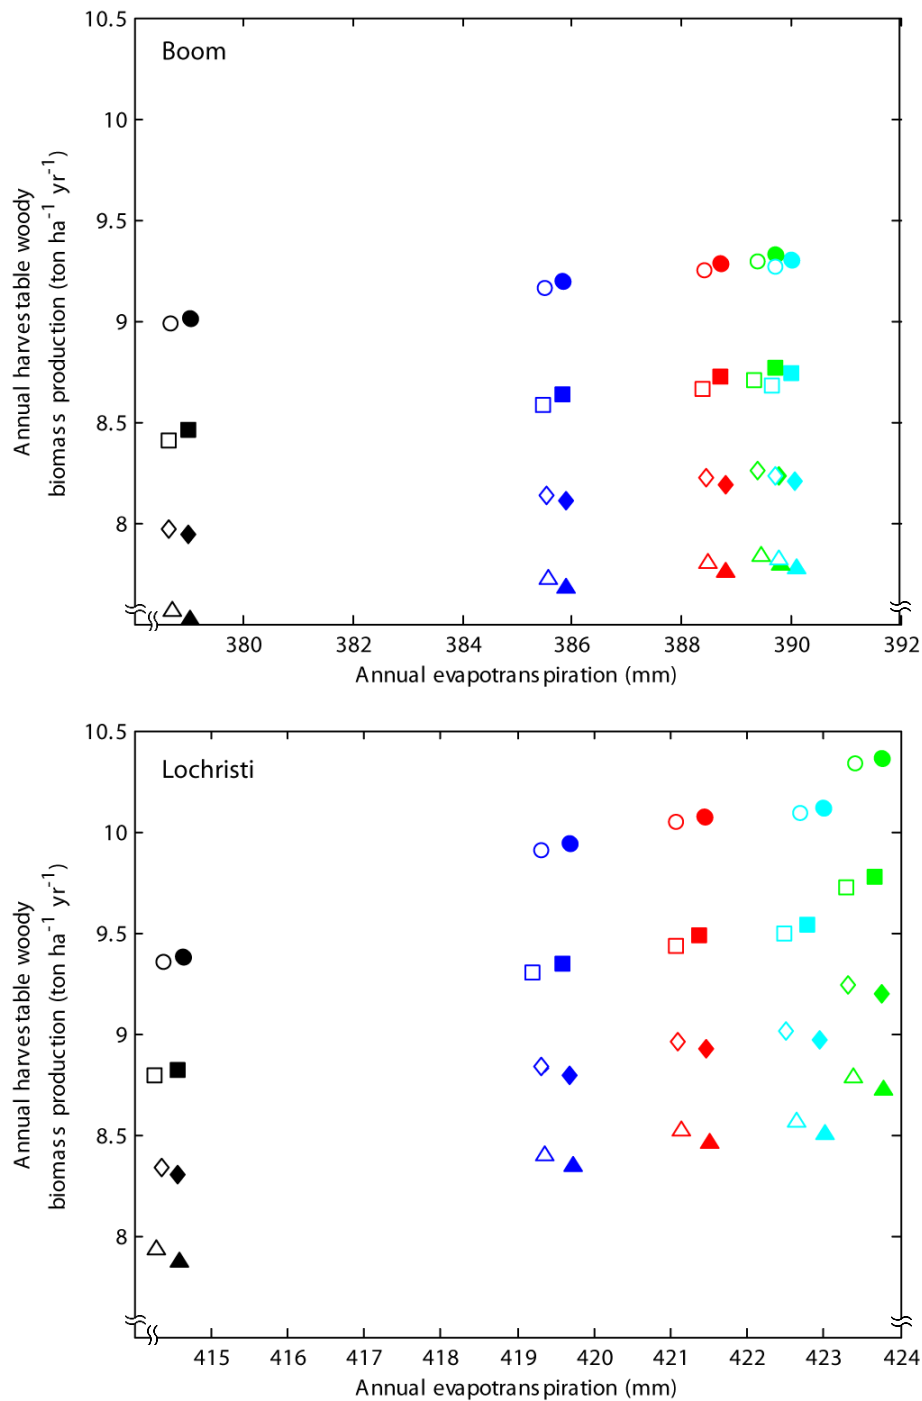 10.5
Boom
10
9.5
9
8.5
8
Annual harvestable woody
biomass production (ton ha⁻¹ yr⁻¹)
380 382 384 386 388 390 392
Annual evapotranspiration (mm)
10.5
Lochristi
10
9.5
9
8.5
8
Annual harvestable woody
biomass production (ton ha⁻¹ yr⁻¹)
415 416 417 418 419 420 421 422 423 424
Annual evapotranspiration (mm)